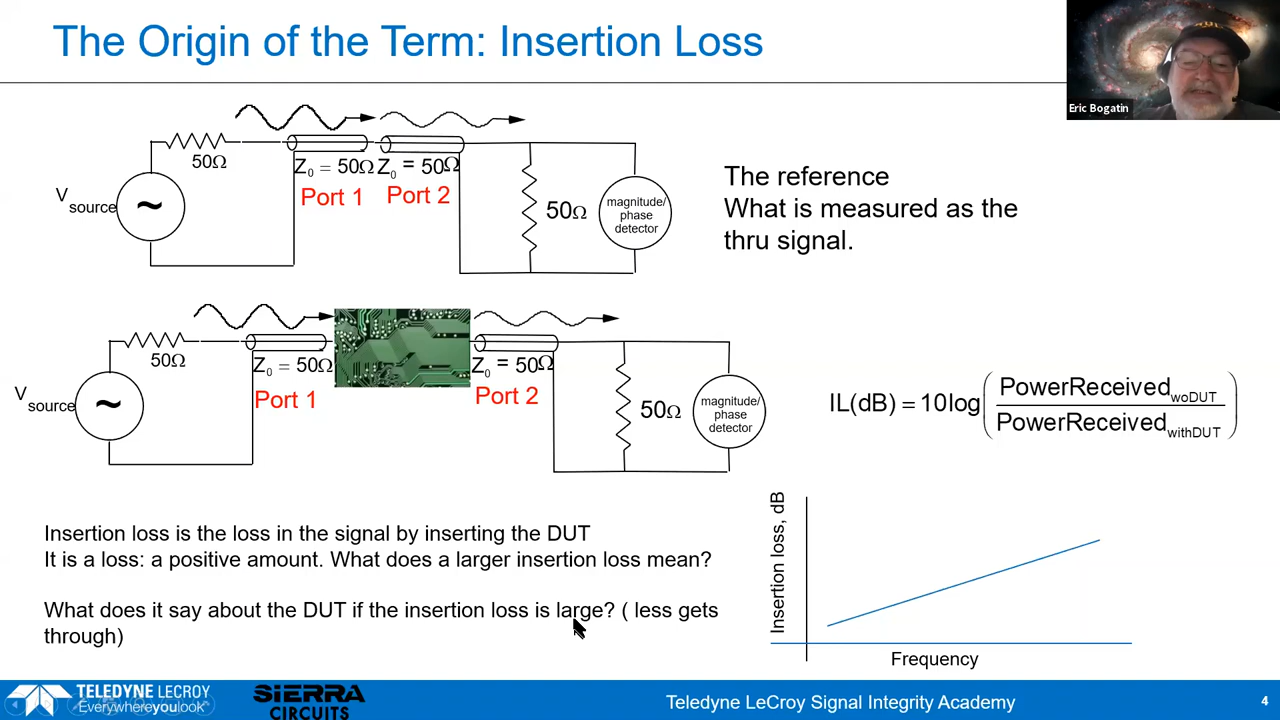 The Origin of the Term: Insertion Loss
Eric Bogatin
50Ω
Z0 = 50Ω
Z0 = 50Ω
Port 1
Port 2
Vsource
~
50Ω
magnitude/
phase
detector
The reference
What is measured as the
thru signal.
50Ω
Z0 = 50Ω
Z0 = 50Ω
Port 1
Port 2
Vsource
~
50Ω
magnitude/
phase
detector
IL(dB) = 10log(PowerReceivedwoDUT / PowerReceivedwithDUT)
Insertion loss is the loss in the signal by inserting the DUT
It is a loss: a positive amount. What does a larger insertion loss mean?
What does it say about the DUT if the insertion loss is large? ( less gets
through)
Insertion loss, dB
Frequency
TELEDYNE LECROY
Everywhereyoulook
SIERRA
CIRCUITS
Teledyne LeCroy Signal Integrity Academy
4